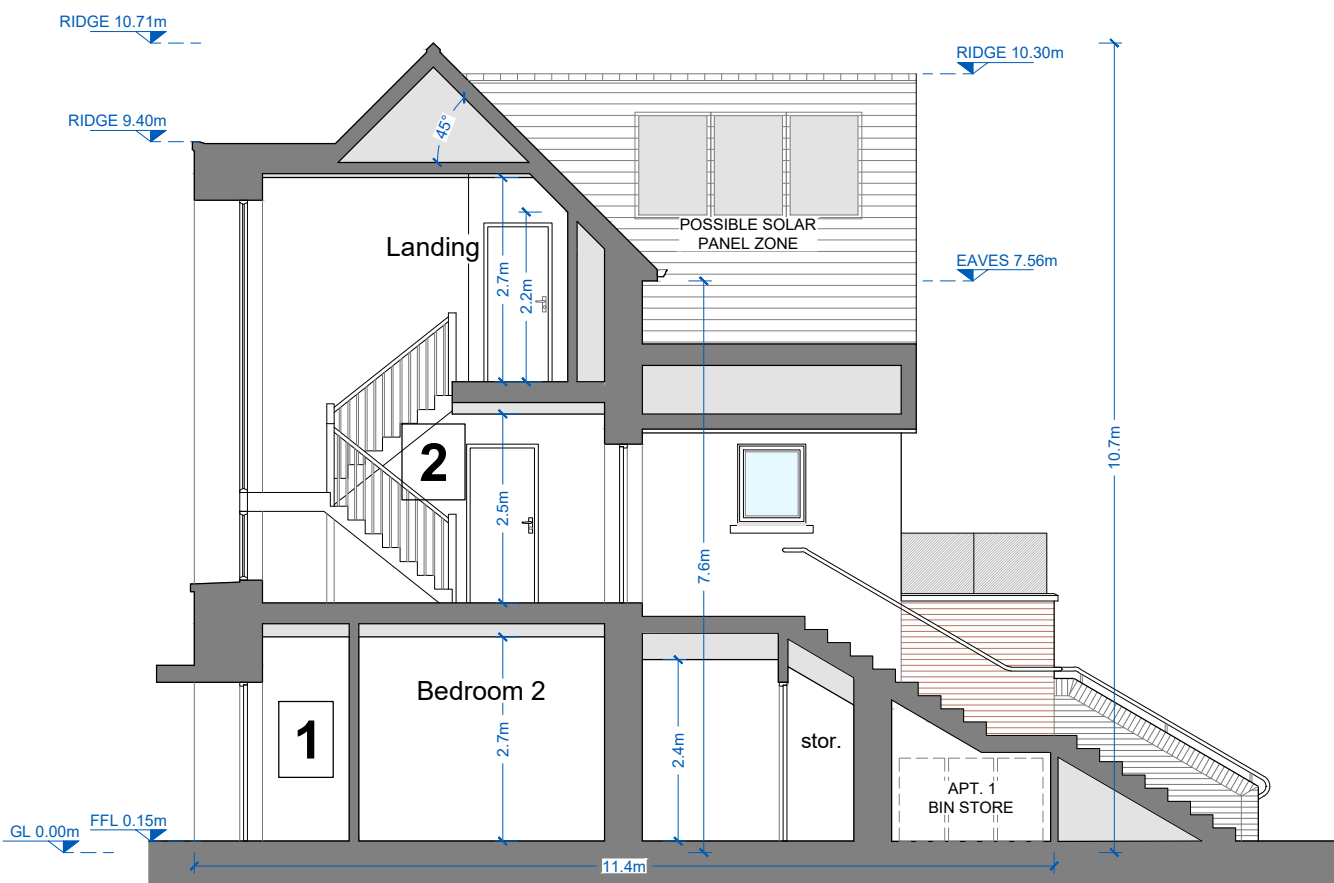 RIDGE 10.71m
RIDGE 10.30m
RIDGE 9.40m
45°
POSSIBLE SOLAR
PANEL ZONE
Landing
EAVES 7.56m
2.7m
2.2m
10.7m
2
2.5m
7.6m
Bedroom 2
1
2.7m
2.4m
stor.
APT. 1
BIN STORE
FFL 0.15m
GL 0.00m
11.4m